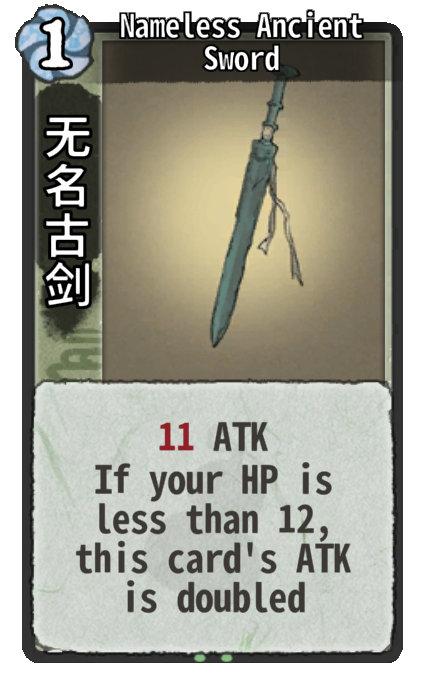 1
Nameless Ancient
Sword
无名古剑
11 ATK
If your HP is
less than 12,
this card's ATK
is doubled